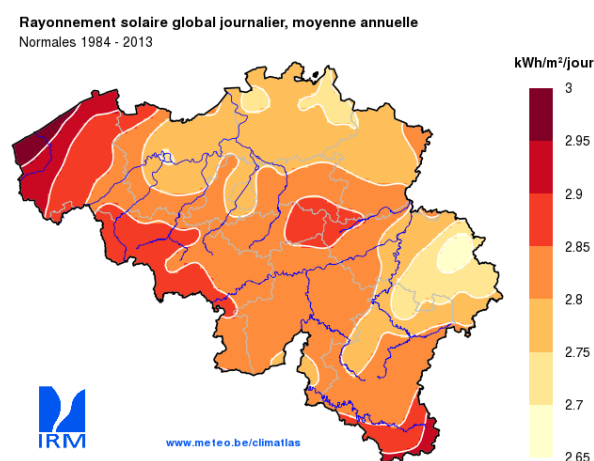 Rayonnement solaire global journalier, moyenne annuelle
Normales 1984 - 2013
kWh/m²/jour
3
2.95
2.9
2.85
2.8
2.75
2.7
2.65
IRM
www.meteo.be/climatlas